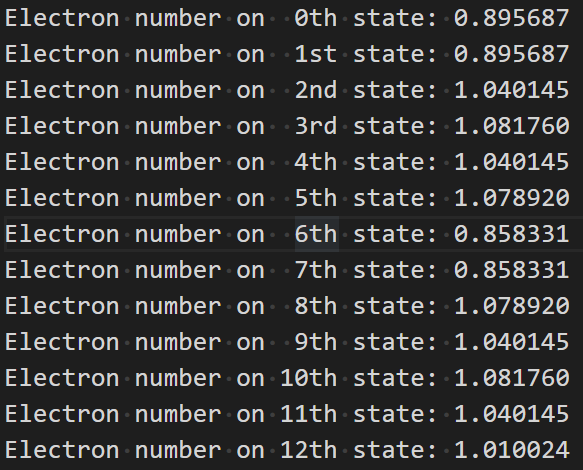 Electron number on  0th state: 0.895687
Electron number on  1st state: 0.895687
Electron number on  2nd state: 1.040145
Electron number on  3rd state: 1.081760
Electron number on  4th state: 1.040145
Electron number on  5th state: 1.078920
Electron number on  6th state: 0.858331
Electron number on  7th state: 0.858331
Electron number on  8th state: 1.078920
Electron number on  9th state: 1.040145
Electron number on 10th state: 1.081760
Electron number on 11th state: 1.040145
Electron number on 12th state: 1.010024